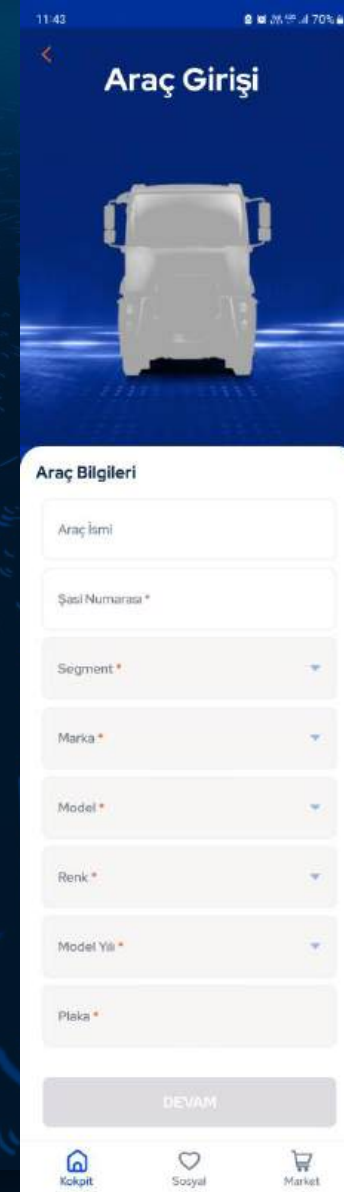 11:43
70%
Araç Girişi
Araç Bilgileri
Araç İsmi
Şasi Numarası *
Segment *
Marka *
Model *
Renk *
Model Yılı *
Plaka *
DEVAM
Kokpit
Sosyal
Market